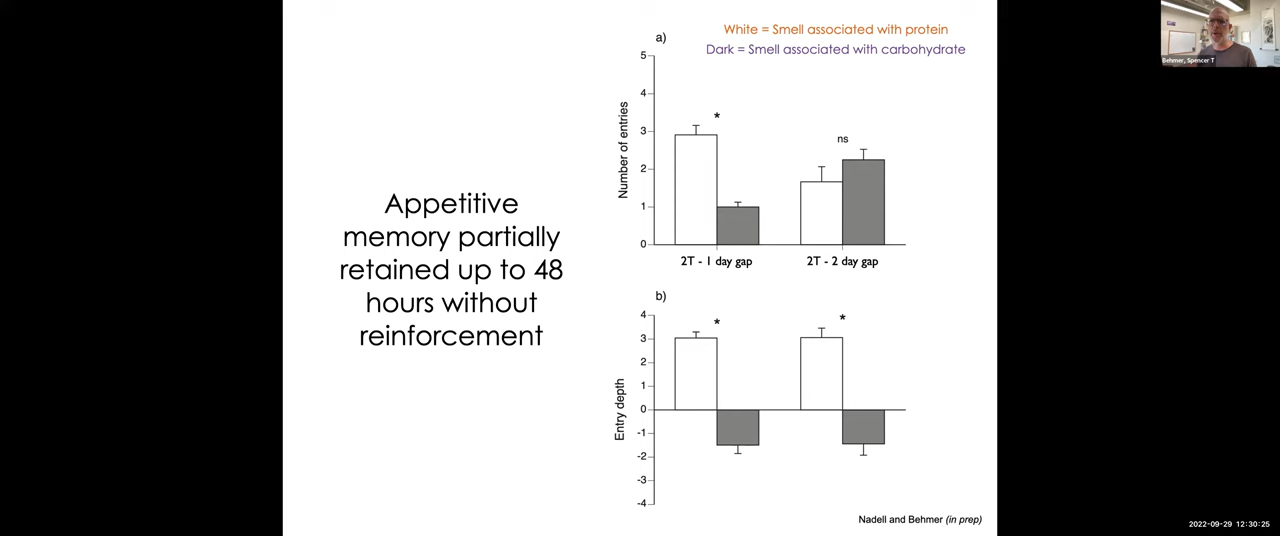 White = Smell associated with protein
Dark = Smell associated with carbohydrate
Behmer, Spencer T
Appetitive
memory partially
retained up to 48
hours without
reinforcement
a)
5
4
3
2
1
0
Number of entries
*
ns
2T - 1 day gap
2T - 2 day gap
b)
4
3
2
1
0
-1
-2
-3
-4
Entry depth
*
*
Nadell and Behmer (in prep)
2022-09-29 12:30:25